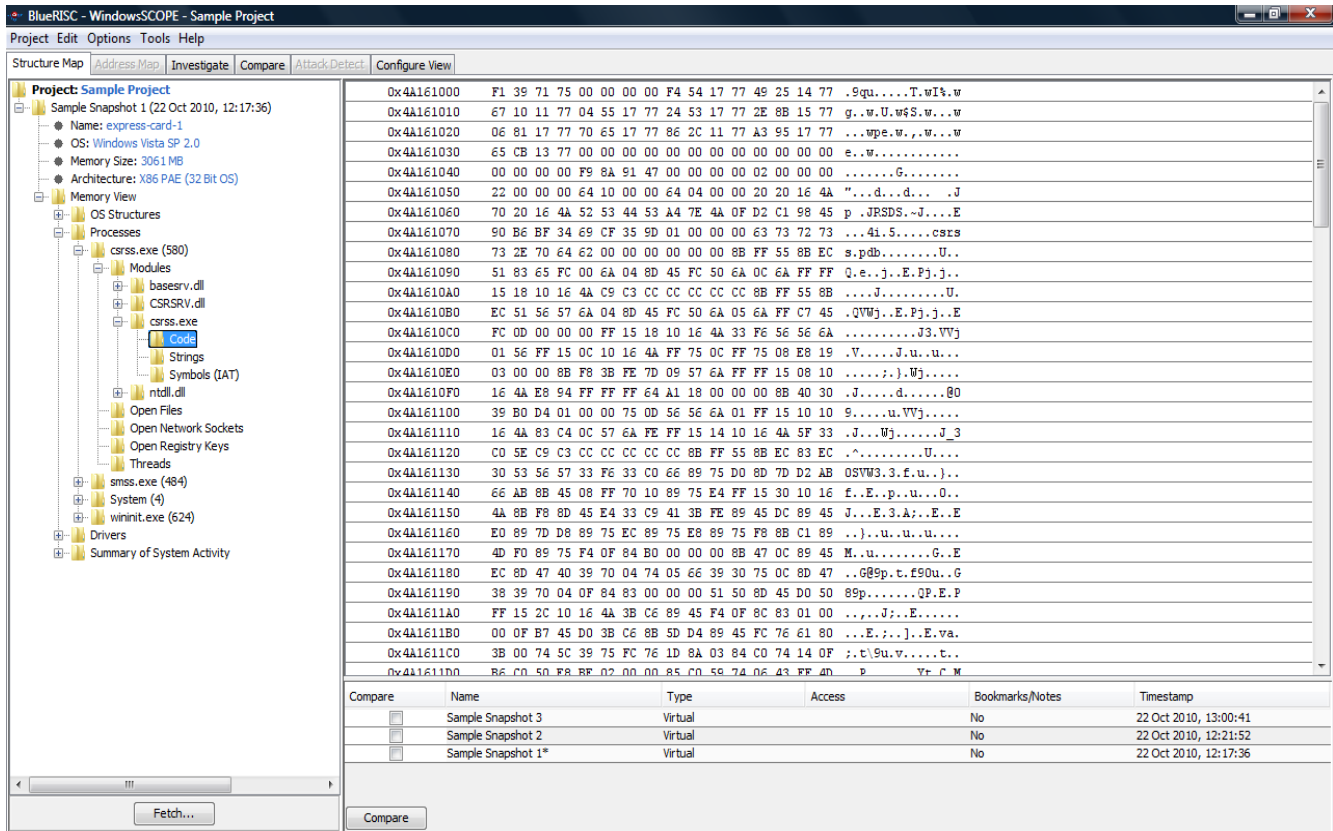 BlueRISC - WindowsSCOPE - Sample Project
Project Edit Options Tools Help
Structure Map Address Map Investigate Compare Attack Detect Configure View
Project: Sample Project
Sample Snapshot 1 (22 Oct 2010, 12:17:36)
Name: express-card-1
OS: Windows Vista SP 2.0
Memory Size: 3061 MB
Architecture: X86 PAE (32 Bit OS)
Memory View
OS Structures
Processes
csrss.exe (580)
Modules
basesrv.dll
CSRSRV.dll
csrss.exe
Code
Strings
Symbols (IAT)
ntdll.dll
Open Files
Open Network Sockets
Open Registry Keys
Threads
smss.exe (484)
System (4)
wininit.exe (624)
Drivers
Summary of System Activity
Fetch...
0x4A161000 F1 39 71 75 00 00 00 00 F4 54 17 77 49 25 14 77 .9qu.....T.wI%.w
0x4A161010 67 10 11 77 04 55 17 77 24 53 17 77 2E 8B 15 77 g..w.U.w$S.w...w
0x4A161020 06 81 17 77 70 65 17 77 86 2C 11 77 A3 95 17 77 ...wpe.w.,.w...w
0x4A161030 65 CB 13 77 00 00 00 00 00 00 00 00 00 00 00 00 e..w............
0x4A161040 00 00 00 00 F9 8A 91 47 00 00 00 00 02 00 00 00 .......G........
0x4A161050 22 00 00 00 64 10 00 00 64 04 00 00 20 20 16 4A "...d...d...  .J
0x4A161060 70 20 16 4A 52 53 44 53 A4 7E 4A 0F D2 C1 98 45 p .JRSDS.~J....E
0x4A161070 90 B6 BF 34 69 CF 35 9D 01 00 00 00 63 73 72 73 ...4i.5.....csrs
0x4A161080 73 2E 70 64 62 00 00 00 00 00 00 8B FF 55 8B EC s.pdb........U..
0x4A161090 51 83 65 FC 00 6A 04 8D 45 FC 50 6A 0C 6A FF FF Q.e..j..E.Pj.j..
0x4A1610A0 15 18 10 16 4A C9 C3 CC CC CC CC CC 8B FF 55 8B ....J.........U.
0x4A1610B0 EC 51 56 57 6A 04 8D 45 FC 50 6A 05 6A FF C7 45 .QVWj..E.Pj.j..E
0x4A1610C0 FC 0D 00 00 00 FF 15 18 10 16 4A 33 F6 56 56 6A ..........J3.VVj
0x4A1610D0 01 56 FF 15 0C 10 16 4A FF 75 0C FF 75 08 E8 19 .V.....J.u..u...
0x4A1610E0 03 00 00 8B F8 3B FE 7D 09 57 6A FF FF 15 08 10 .....;.}.Wj.....
0x4A1610F0 16 4A E8 94 FF FF FF 64 A1 18 00 00 00 8B 40 30 .J.....d......@0
0x4A161100 39 B0 D4 01 00 00 75 0D 56 56 6A 01 FF 15 10 10 9.....u.VVj.....
0x4A161110 16 4A 83 C4 0C 57 6A FE FF 15 14 10 16 4A 5F 33 .J...Wj......J_3
0x4A161120 C0 5E C9 C3 CC CC CC CC CC 8B FF 55 8B EC 83 EC .^.........U....
0x4A161130 30 53 56 57 33 F6 33 C0 66 89 75 D0 8D 7D D2 AB 0SVW3.3.f.u..}..
0x4A161140 66 AB 8B 45 08 FF 70 10 89 75 E4 FF 15 30 10 16 f..E..p..u...0..
0x4A161150 4A 8B F8 8D 45 E4 33 C9 41 3B FE 89 45 DC 89 45 J...E.3.A;..E..E
0x4A161160 E0 89 7D D8 89 75 EC 89 75 E8 89 75 F8 8B C1 89 ..}..u..u..u....
0x4A161170 4D F0 89 75 F4 0F 84 B0 00 00 00 8B 47 0C 89 45 M..u........G..E
0x4A161180 EC 8D 47 40 39 70 04 74 05 66 39 30 75 0C 8D 47 ..G@9p.t.f90u..G
0x4A161190 38 39 70 04 0F 84 83 00 00 00 51 50 8D 45 D0 50 89p.......QP.E.P
0x4A1611A0 FF 15 2C 10 16 4A 3B C6 89 45 F4 0F 8C 83 01 00 ..,..J;..E......
0x4A1611B0 00 0F B7 45 D0 3B C6 8B 5D D4 89 45 FC 76 61 80 ...E.;..]..E.va.
0x4A1611C0 3B 00 74 5C 39 75 FC 76 1D 8A 03 84 C0 74 14 0F ;.t\9u.v.....t..
0x4A1611D0 B6 C0 50 E8 BF 02 00 00 85 C0 59 74 06 43 FF 4D ..P.......Yt.C.M
Compare Name Type Access Bookmarks/Notes Timestamp
Sample Snapshot 3 Virtual No 22 Oct 2010, 13:00:41
Sample Snapshot 2 Virtual No 22 Oct 2010, 12:21:52
Sample Snapshot 1* Virtual No 22 Oct 2010, 12:17:36
Compare